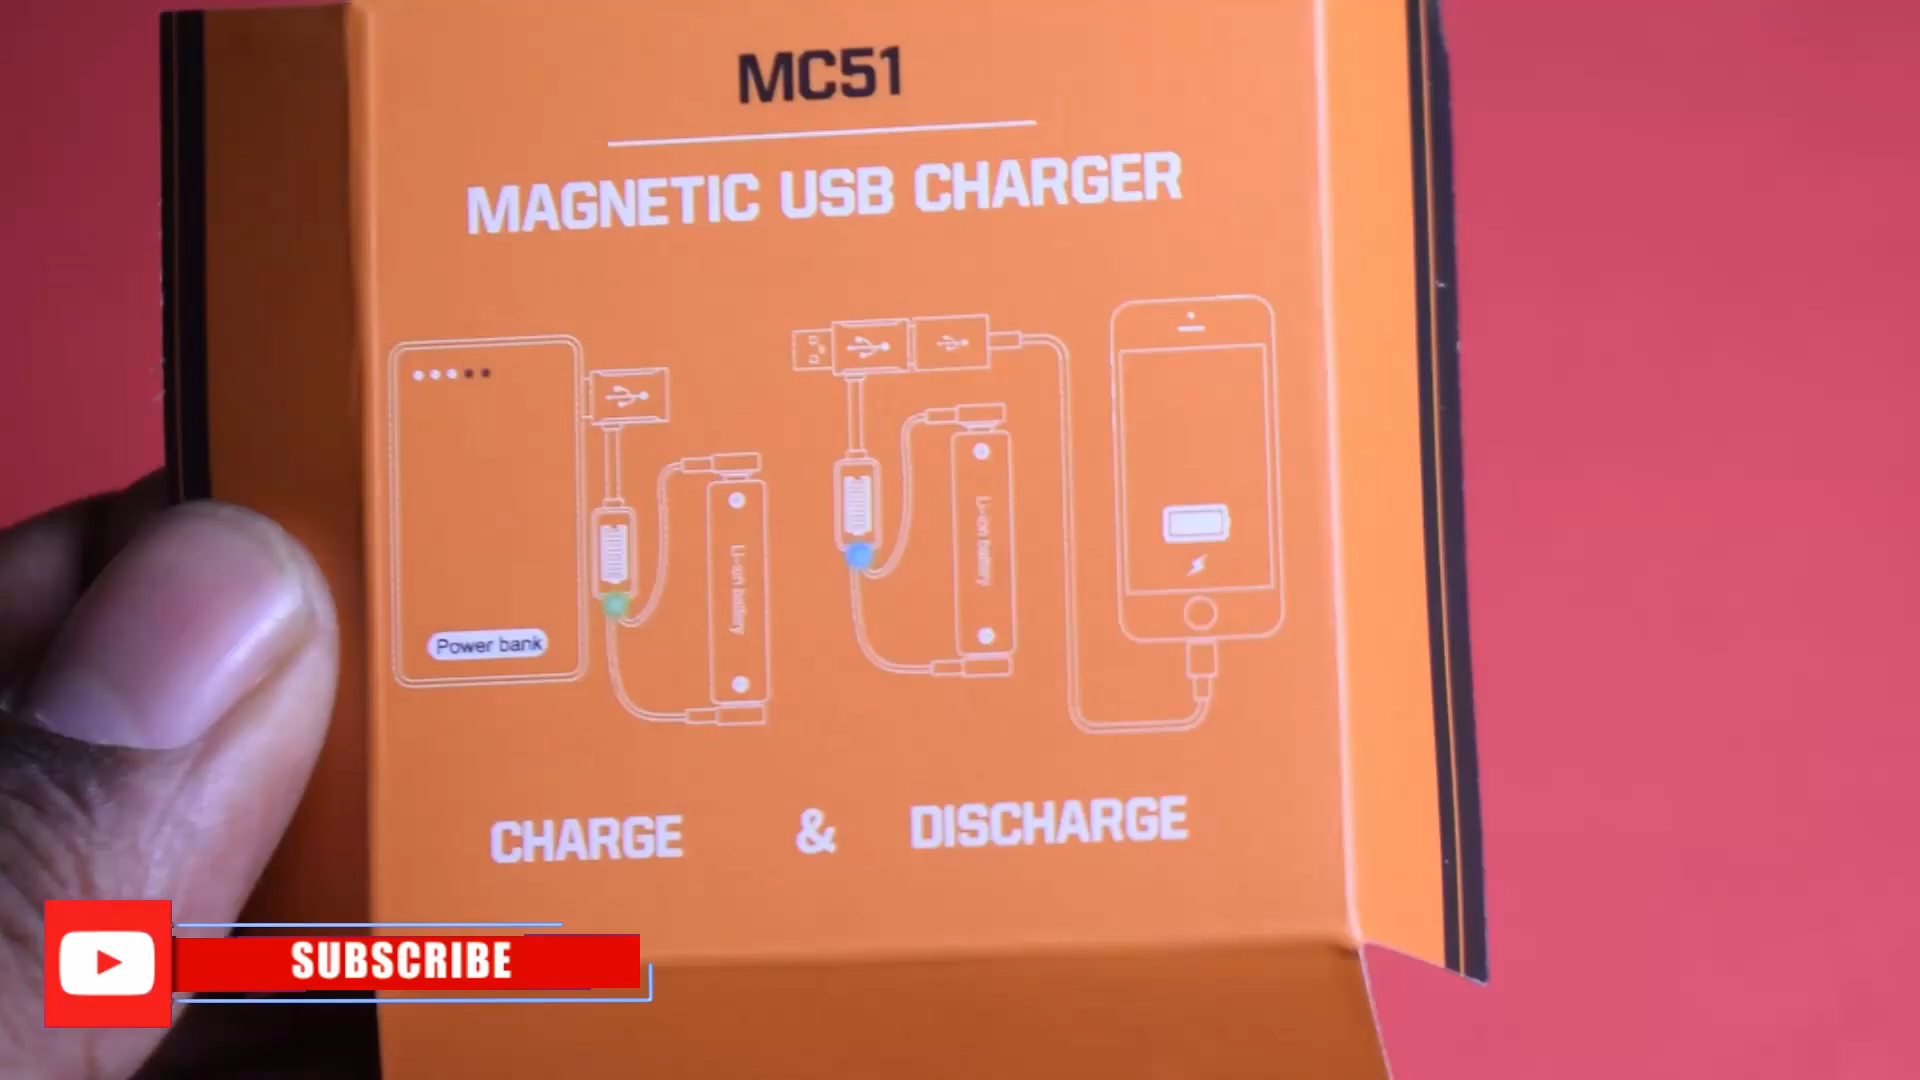 MC51
MAGNETIC USB CHARGER
Power bank
Li-ion battery
Li-ion battery
CHARGE & DISCHARGE
SUBSCRIBE